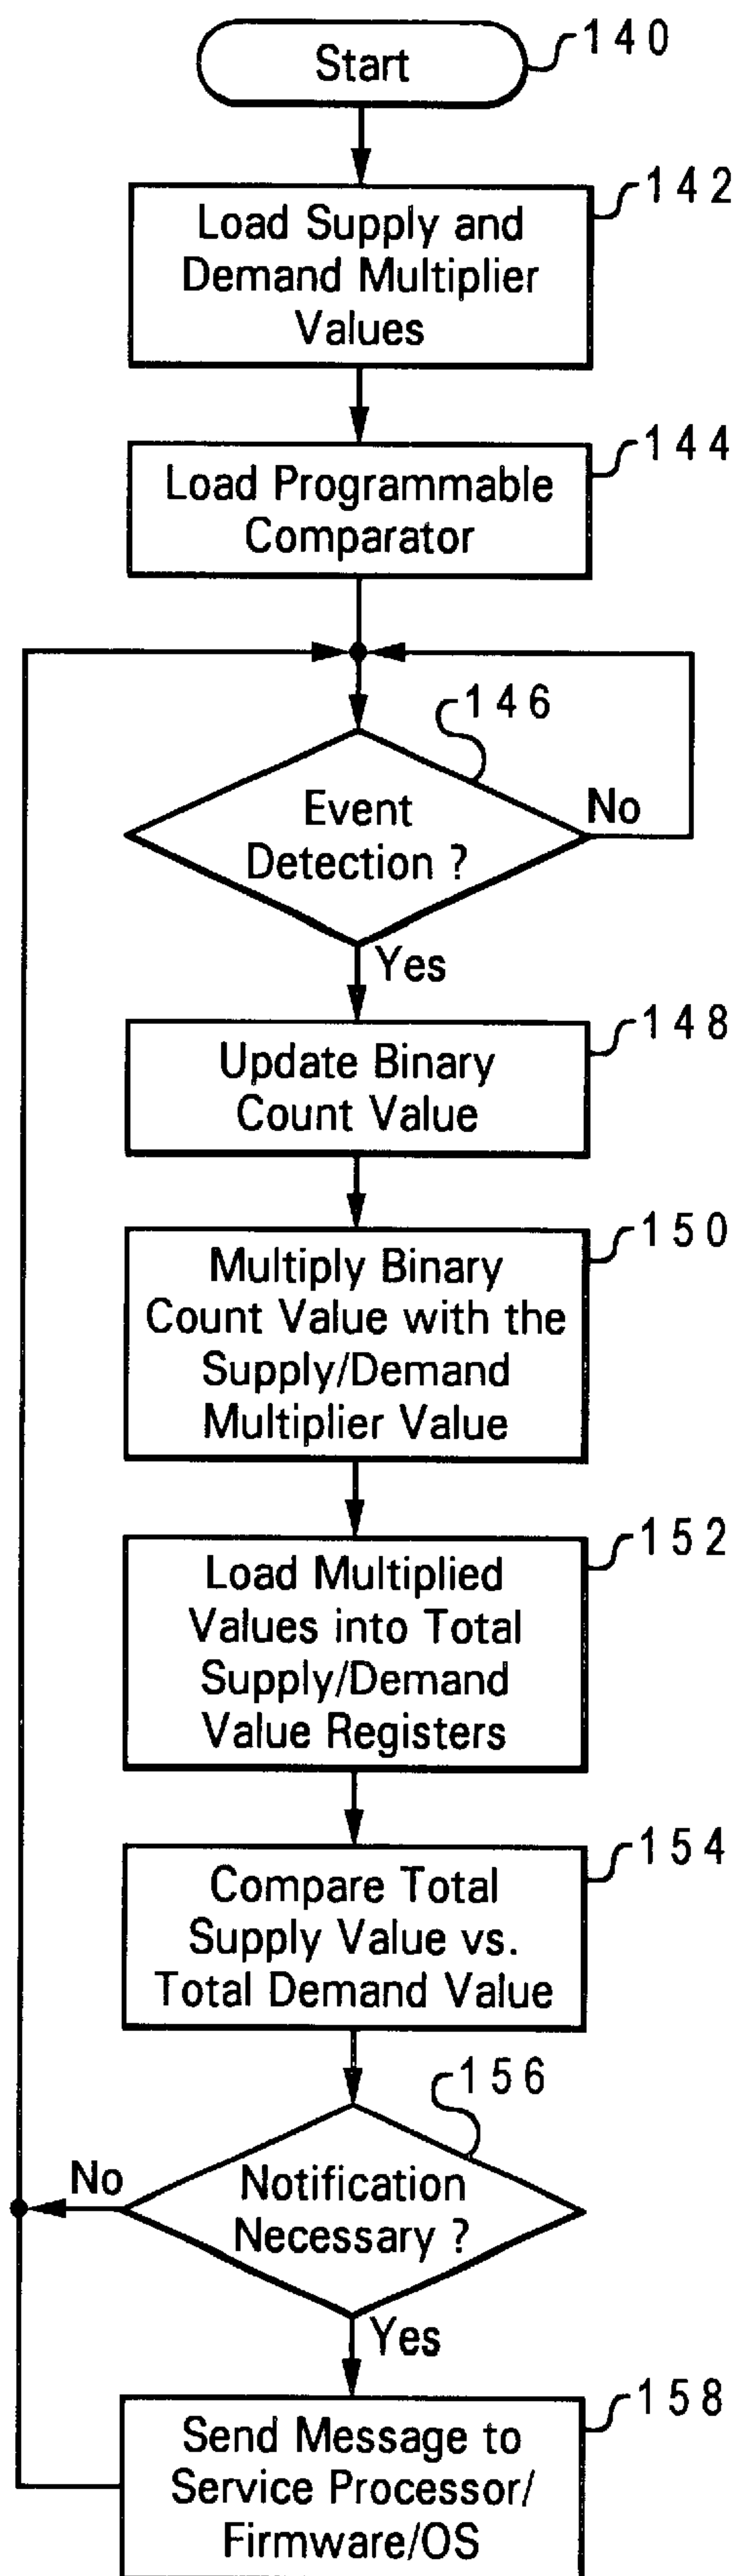 Start
140
Load Supply and
Demand Multiplier
Values
142
Load Programmable
Comparator
144
146
Event
Detection ?
No
Yes
Update Binary
Count Value
148
Multiply Binary
Count Value with the
Supply/Demand
Multiplier Value
150
Load Multiplied
Values into Total
Supply/Demand
Value Registers
152
Compare Total
Supply Value vs.
Total Demand Value
154
156
Notification
Necessary ?
No
Yes
Send Message to
Service Processor/
Firmware/OS
158